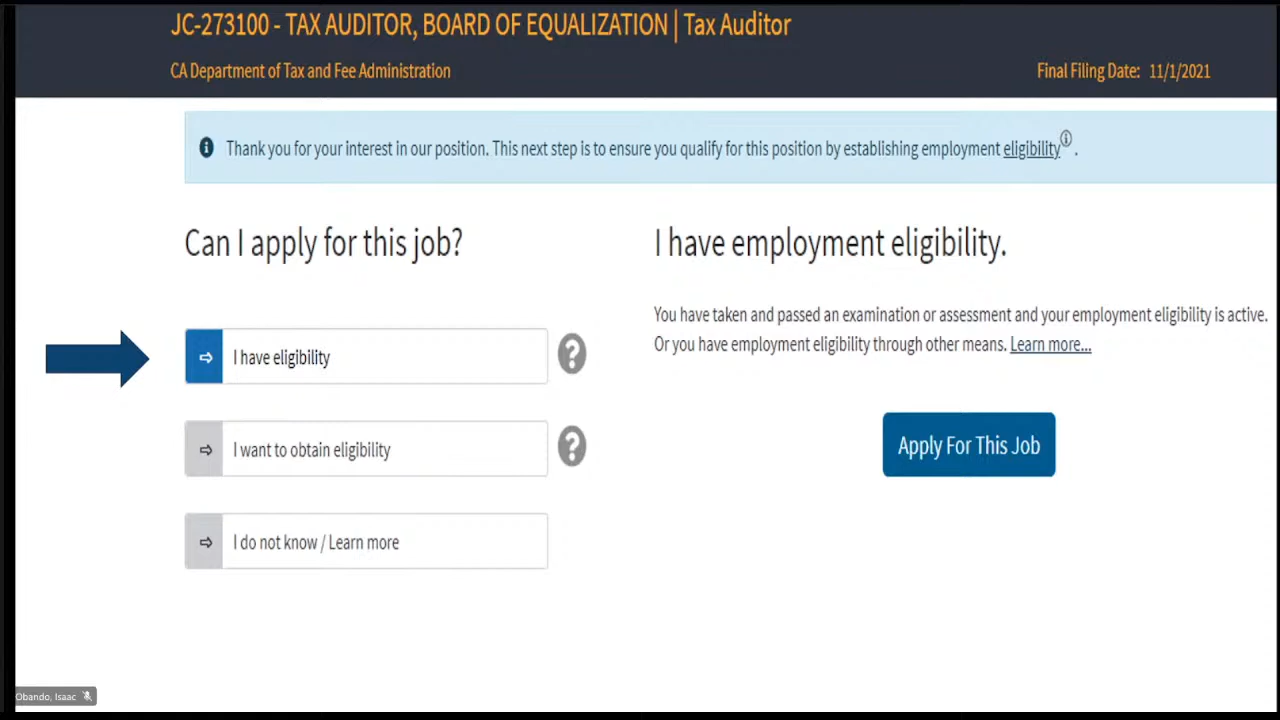 JC-273100 - TAX AUDITOR, BOARD OF EQUALIZATION | Tax Auditor
CA Department of Tax and Fee Administration
Final Filing Date: 11/1/2021
Thank you for your interest in our position. This next step is to ensure you qualify for this position by establishing employment eligibility.
Can I apply for this job?
I have eligibility
I want to obtain eligibility
I do not know / Learn more
I have employment eligibility.
You have taken and passed an examination or assessment and your employment eligibility is active.
Or you have employment eligibility through other means. Learn more...
Apply For This Job
Obando, Isaac